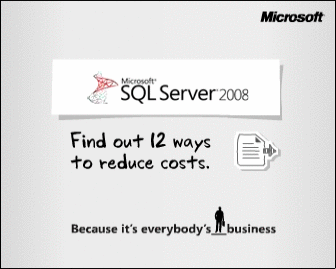 Microsoft®
Microsoft®
SQL Server®2008
Find out 12 ways
to reduce costs.
Because it's everybody's business